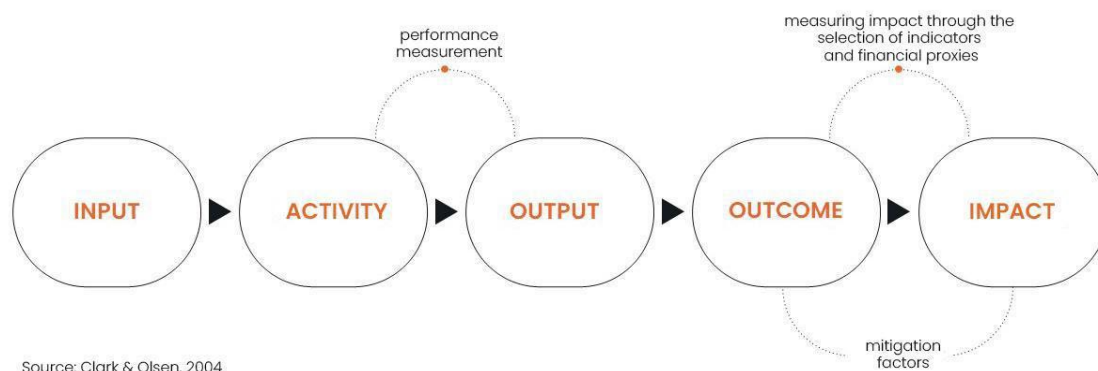 performance
measurement
measuring impact through the
selection of indicators
and financial proxies
INPUT
ACTIVITY
OUTPUT
OUTCOME
IMPACT
mitigation
factors
Source: Clark & Olsen, 2004